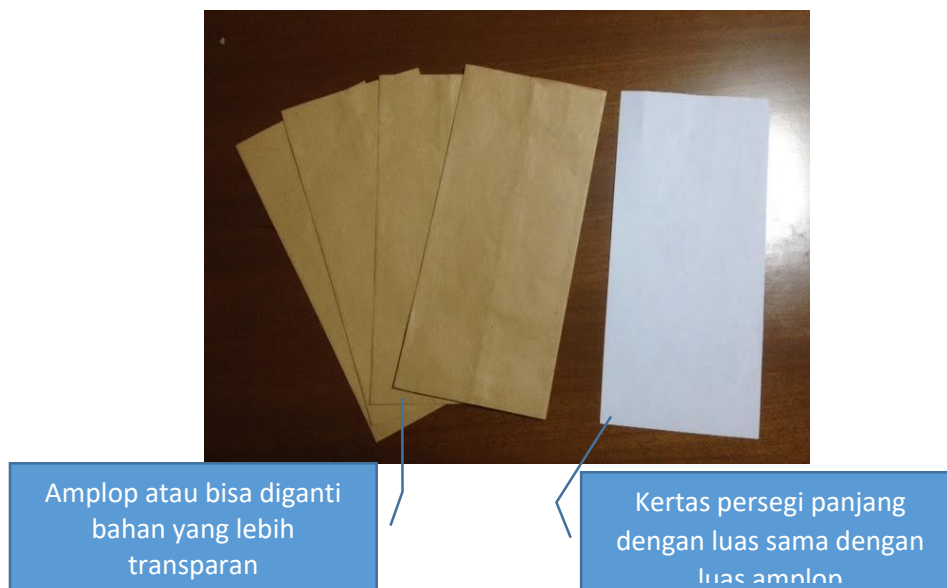 Amplop atau bisa diganti
bahan yang lebih
transparan
Kertas persegi panjang
dengan luas sama dengan
luas amplop